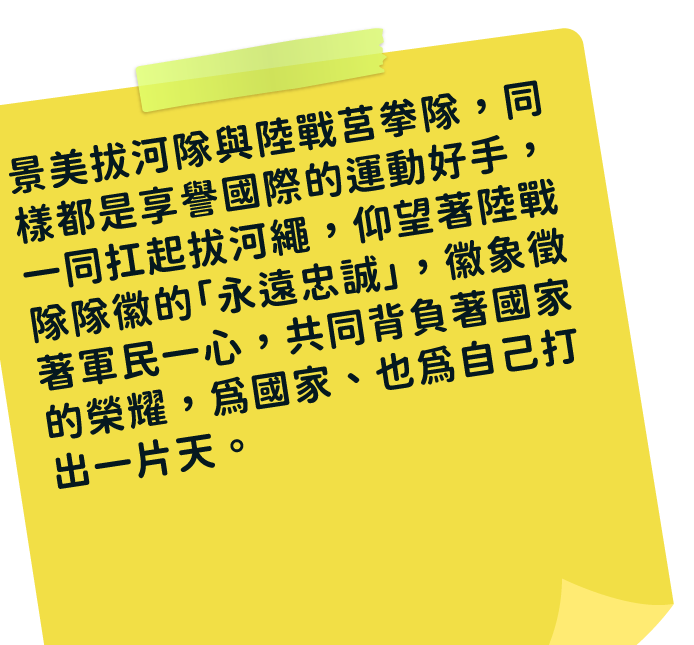 景美拔河隊與陸戰莒拳隊，同
樣都是享譽國際的運動好手，
一同扛起拔河繩，仰望著陸戰
隊隊徽的「永遠忠誠」，徽象徵
著軍民一心，共同背負著國家
的榮耀，為國家、也為自己打
出一片天。